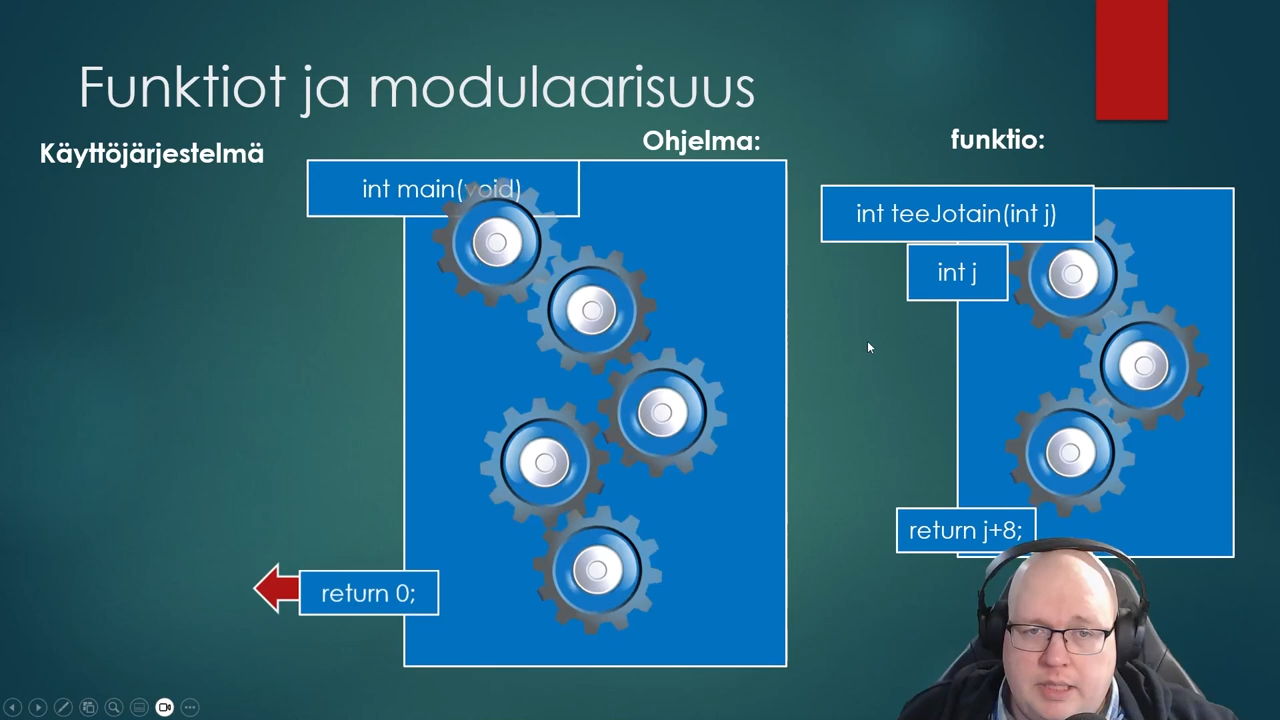 Funktiot ja modulaarisuus
Käyttöjärjestelmä
Ohjelma:
funktio:
int main(void)
int teeJotain(int j)
int j
return j+8;
return 0;